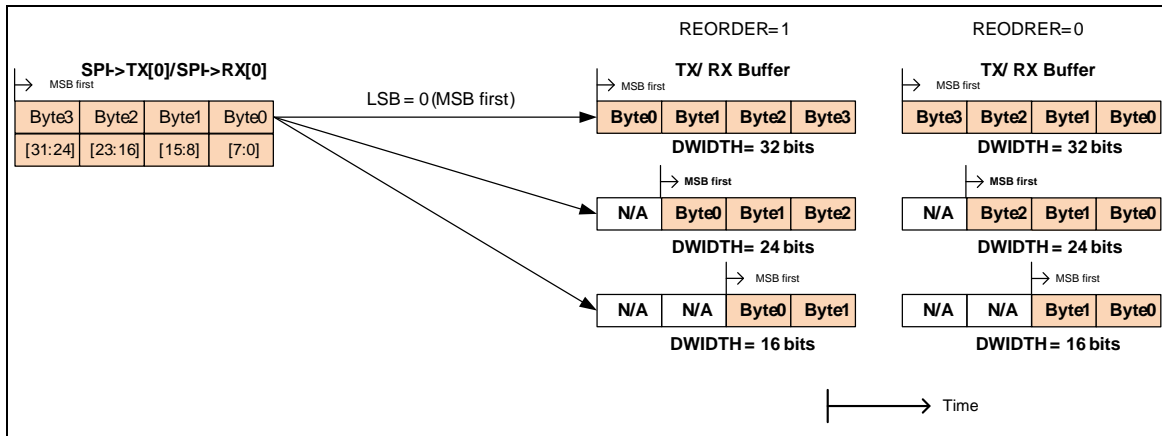 REORDER=1 REODRER=0
SPI->TX[0]/SPI->RX[0] TX/ RX Buffer TX/ RX Buffer
MSB first MSB first MSB first
LSB = 0 (MSB first)
Byte3 Byte2 Byte1 Byte0 Byte0 Byte1 Byte2 Byte3 Byte3 Byte2 Byte1 Byte0
[31:24] [23:16] [15:8] [7:0] DWIDTH = 32 bits DWIDTH = 32 bits
MSB first MSB first
N/A Byte0 Byte1 Byte2 N/A Byte2 Byte1 Byte0
DWIDTH = 24 bits DWIDTH = 24 bits
MSB first MSB first
N/A N/A Byte0 Byte1 N/A N/A Byte1 Byte0
DWIDTH = 16 bits DWIDTH = 16 bits
Time